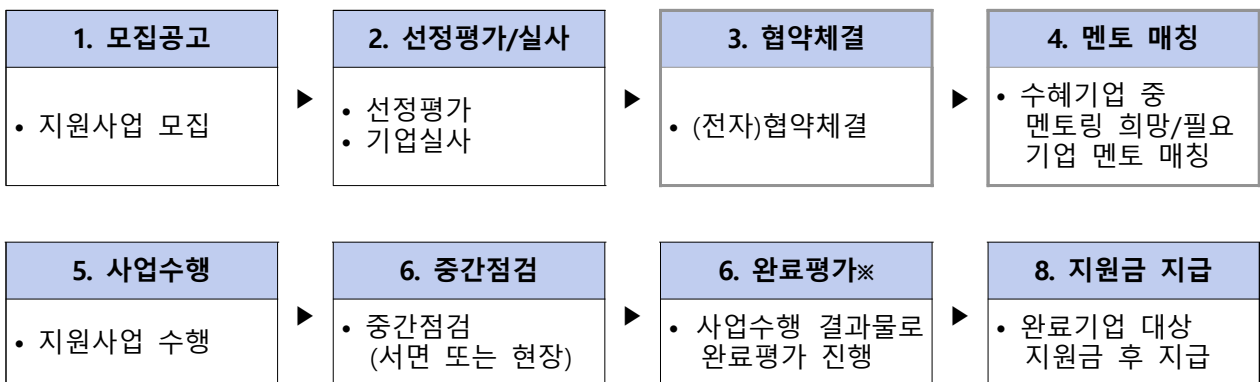 1. 모집공고
• 지원사업 모집
▶
2. 선정평가/실사
• 선정평가
• 기업실사
▶
3. 협약체결
• (전자)협약체결
▶
4. 멘토 매칭
• 수혜기업 중
멘토링 희망/필요
기업 멘토 매칭
5. 사업수행
• 지원사업 수행
▶
6. 중간점검
• 중간점검
(서면 또는 현장)
▶
6. 완료평가※
• 사업수행 결과물로
완료평가 진행
▶
8. 지원금 지급
• 완료기업 대상
지원금 후 지급